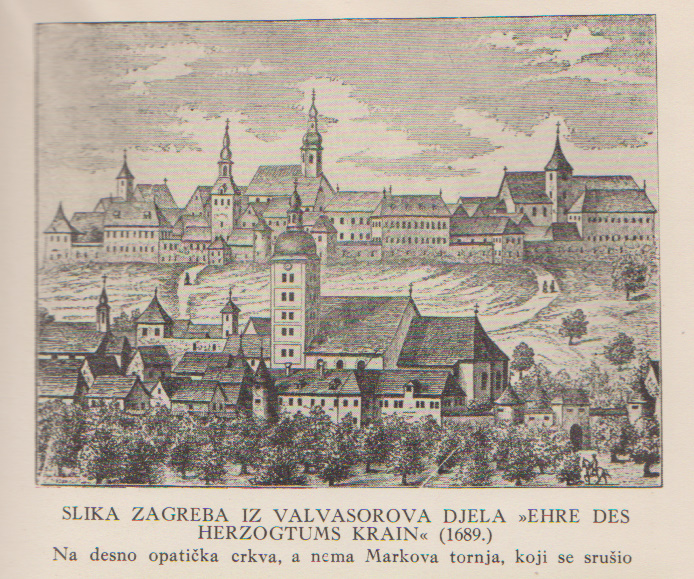 SLIKA ZAGREBA IZ VALVASOROVA DJELA »EHRE DES
HERZOGTUMS KRAIN« (1689.)
Na desno opatička crkva, a nema Markova tornja, koji se srušio